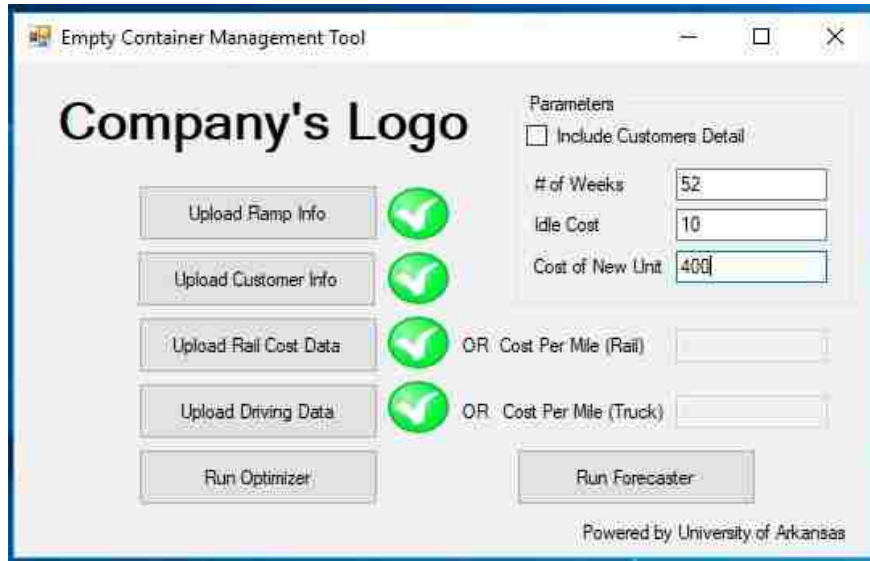 Empty Container Management Tool
Company's Logo
Parameters
Include Customers Detail
# of Weeks 52
Idle Cost 10
Cost of New Unit 400
Upload Ramp Info
Upload Customer Info
Upload Rail Cost Data OR Cost Per Mile (Rail)
Upload Driving Data OR Cost Per Mile (Truck)
Run Optimizer Run Forecaster
Powered by University of Arkansas